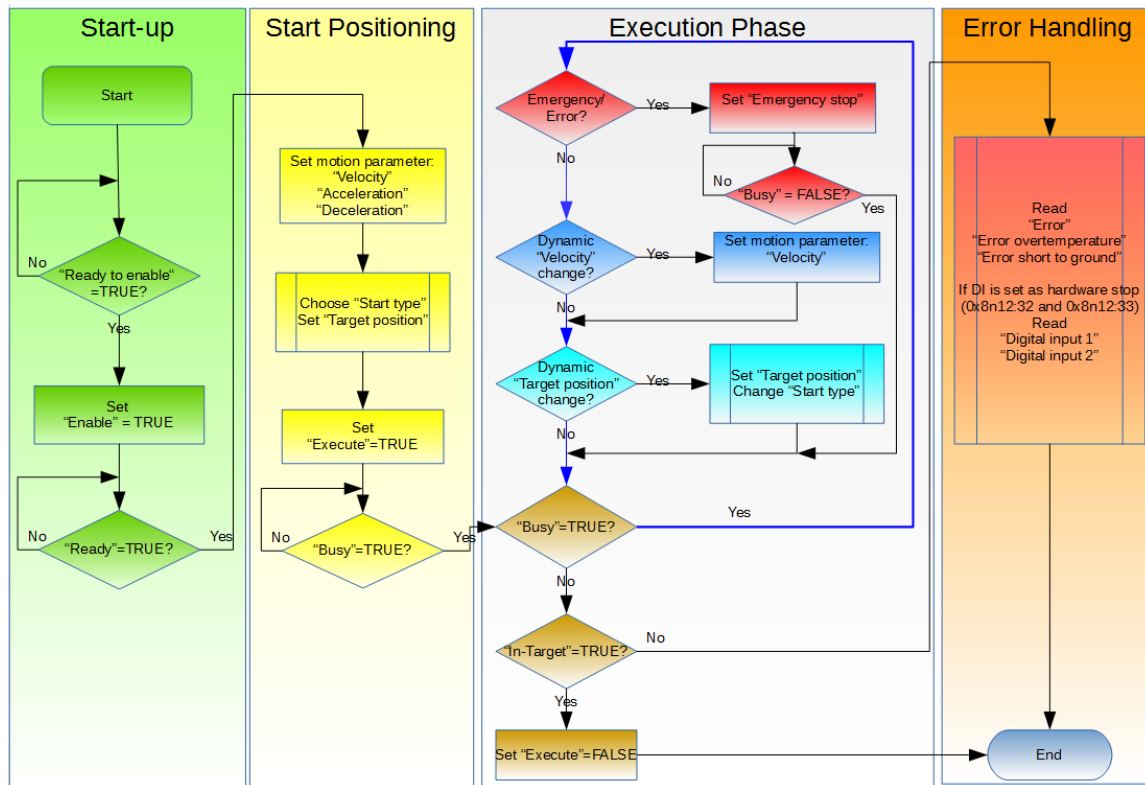 Start-up
Start
No
“Ready to enable“
=TRUE?
Yes
Set
“Enable” = TRUE
No
“Ready”=TRUE?
Yes
Start Positioning
Set motion parameter:
“Velocity”
“Acceleration”
“Deceleration”
Choose “Start type”
Set “Target position”
Set
“Execute”=TRUE
No
“Busy”=TRUE?
Yes
Execution Phase
Emergency/
Error?
Yes
Set “Emergency stop”
No
No
“Busy” = FALSE?
Yes
Dynamic
“Velocity”
change?
Yes
Set motion parameter:
“Velocity”
No
Dynamic
“Target position”
change?
Yes
Set “Target position”
Change “Start type”
No
“Busy”=TRUE?
Yes
No
“In-Target”=TRUE?
No
Yes
Set “Execute”=FALSE
Error Handling
Read
“Error”
“Error overtemperature”
“Error short to ground”
If DI is set as hardware stop
(0x8n12:32 and 0x8n12:33)
Read
“Digital input 1”
“Digital input 2”
End